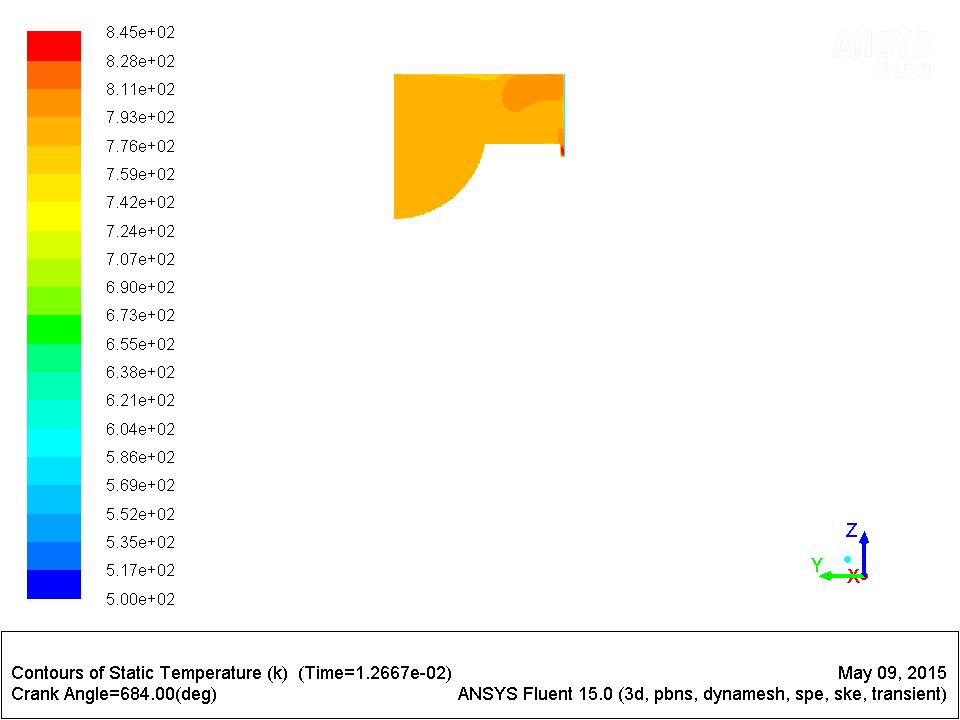 8.45e+02
8.28e+02
8.11e+02
7.93e+02
7.76e+02
7.59e+02
7.42e+02
7.24e+02
7.07e+02
6.90e+02
6.73e+02
6.55e+02
6.38e+02
6.21e+02
6.04e+02
5.86e+02
5.69e+02
5.52e+02
5.35e+02
5.17e+02
5.00e+02
ANSYS
R15.0
Z
Y
X
Contours of Static Temperature (k) (Time=1.2667e-02)
Crank Angle=684.00(deg)
May 09, 2015
ANSYS Fluent 15.0 (3d, pbns, dynamesh, spe, ske, transient)